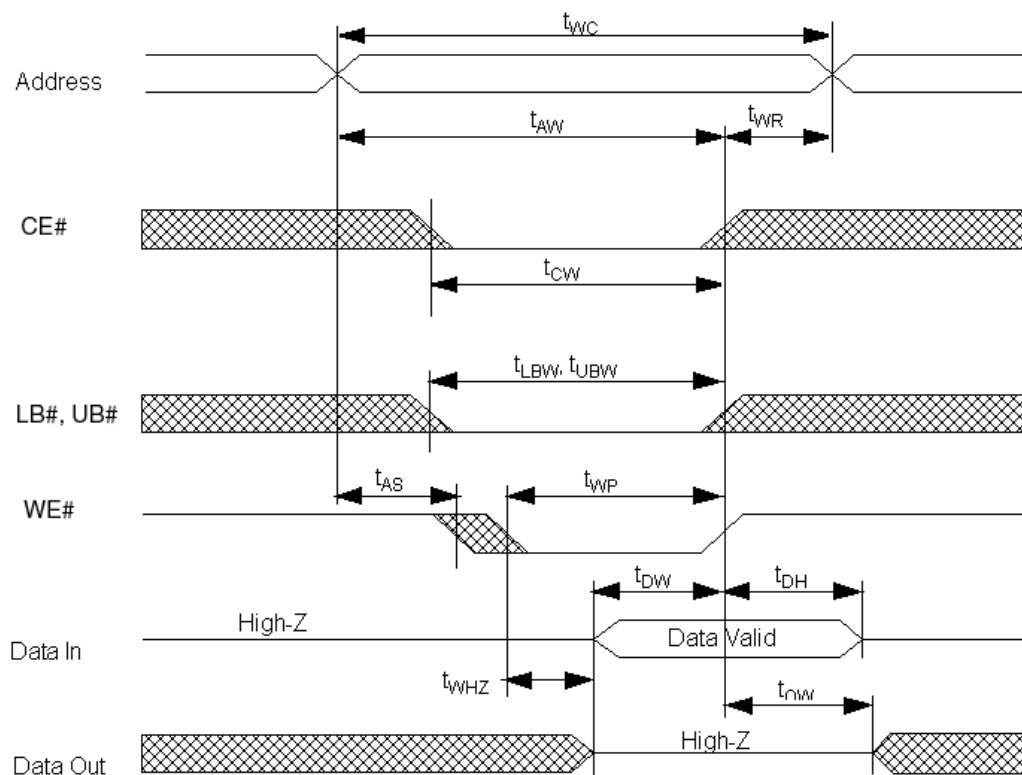 tWC
Address
tAW
tWR
CE#
tCW
tLBW, tUBW
LB#, UB#
tAS
tWP
WE#
tDW
tDH
High-Z
Data Valid
Data In
tWHZ
tOW
High-Z
Data Out